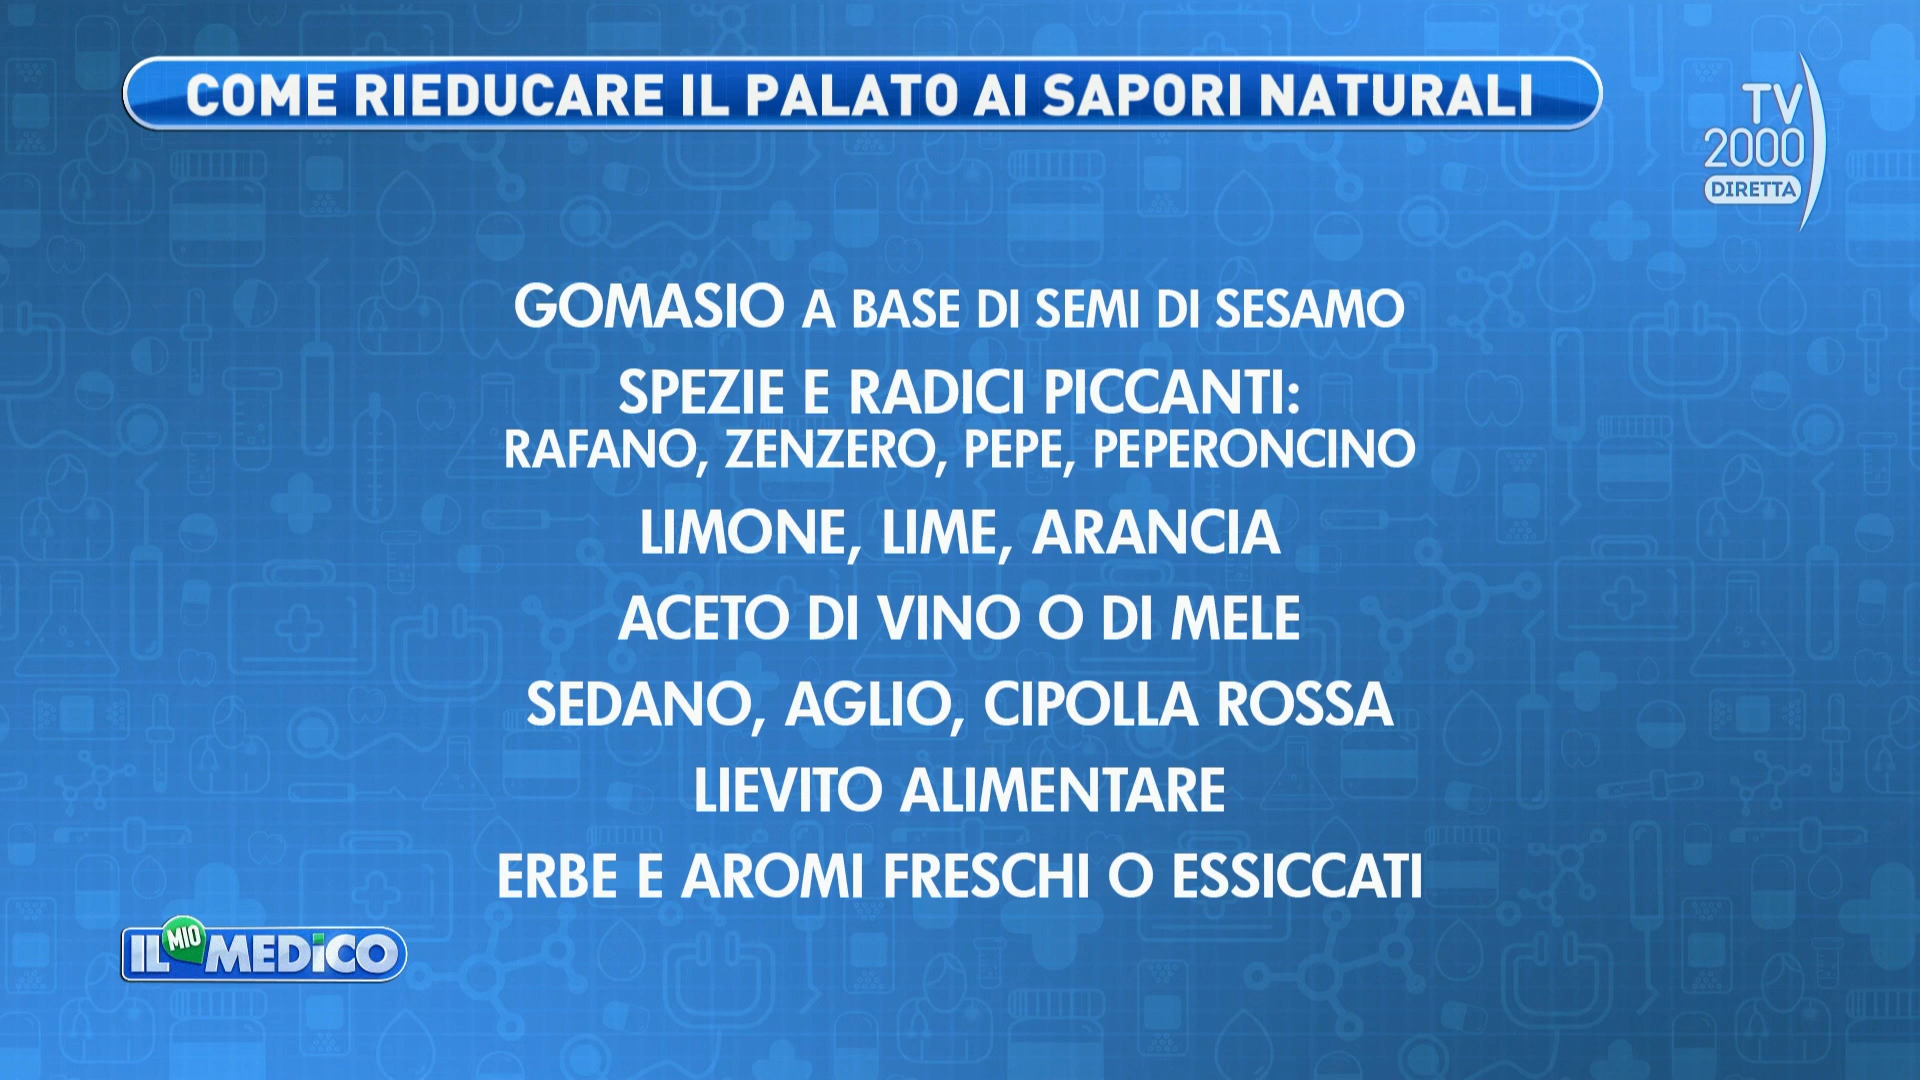 COME RIEDUCARE IL PALATO AI SAPORI NATURALI
TV
2000
DIRETTA
GOMASIO A BASE DI SEMI DI SESAMO
SPEZIE E RADICI PICCANTI:
RAFANO, ZENZERO, PEPE, PEPERONCINO
LIMONE, LIME, ARANCIA
ACETO DI VINO O DI MELE
SEDANO, AGLIO, CIPOLLA ROSSA
LIEVITO ALIMENTARE
ERBE E AROMI FRESCHI O ESSICCATI
IL MIO MEDICO